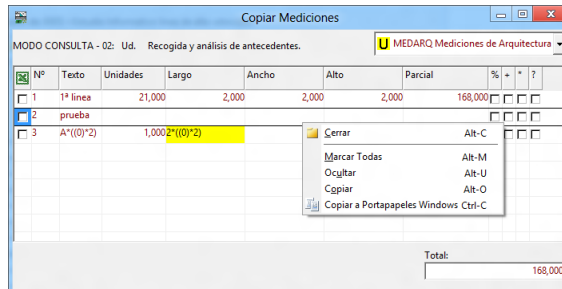 Copiar Mediciones
MODO CONSULTA - 02: Ud. Recogida y análisis de antecedentes.
U MEDARQ Mediciones de Arquitectura
Nº Texto Unidades Largo Ancho Alto Parcial % + * ?
1 1ª linea 21,000 2,000 2,000 2,000 168,000
2 prueba
3 A*((0)*2) 1,000 2*((0)*2)
Cerrar Alt-C
Marcar Todas Alt-M
Ocultar Alt-U
Copiar Alt-O
Copiar a Portapapeles Windows Ctrl-C
Total:
168,000